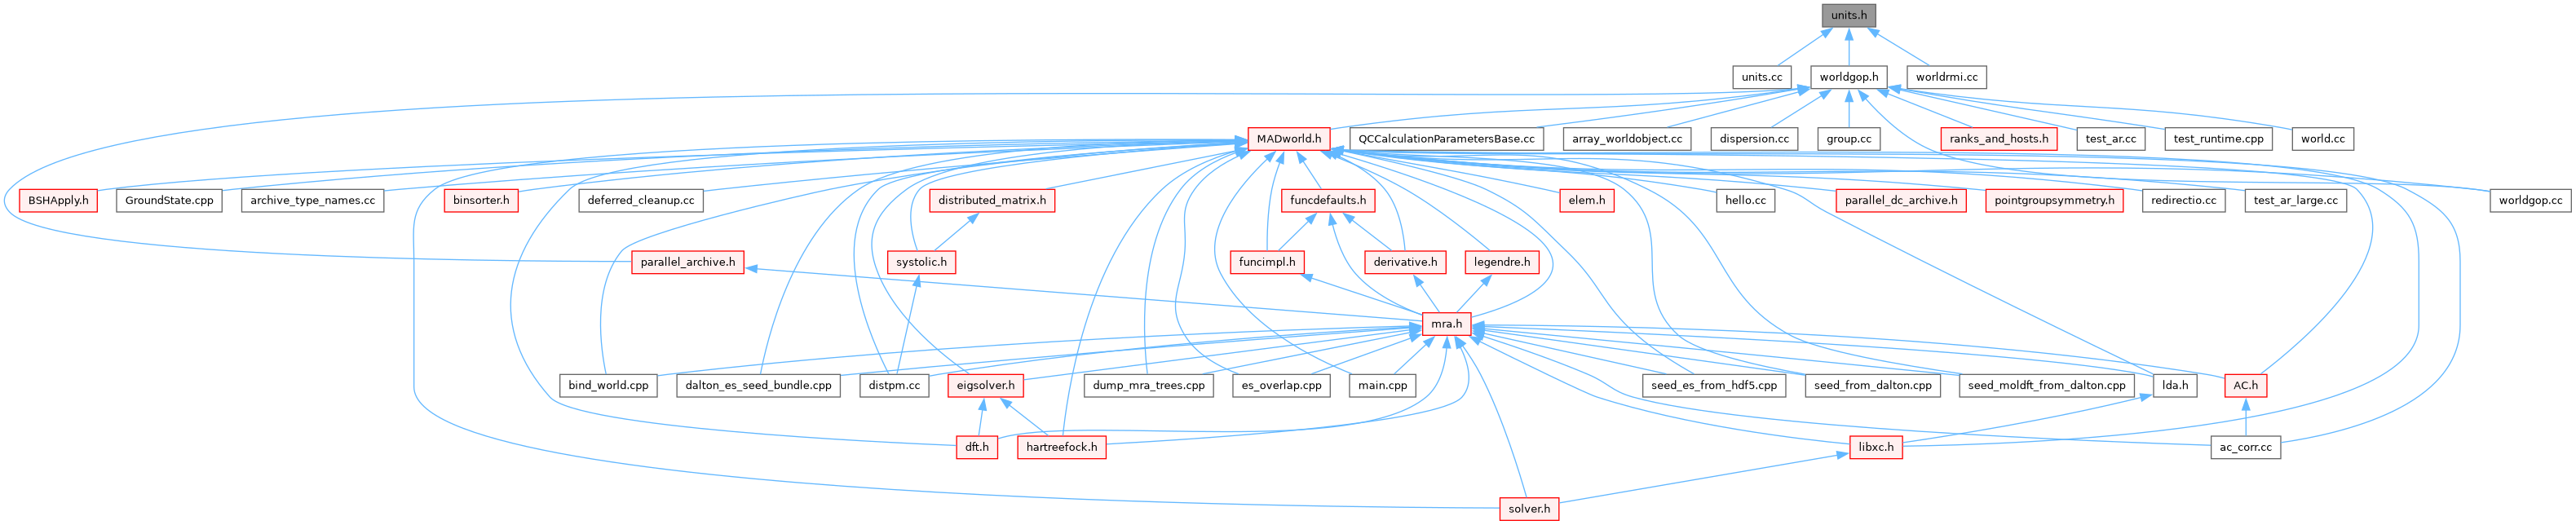 units.h
units.cc
worldgop.h
worldrmi.cc
MADworld.h
QCCalculationParametersBase.cc
array_worldobject.cc
dispersion.cc
group.cc
ranks_and_hosts.h
test_ar.cc
test_runtime.cpp
world.cc
BSHApply.h
GroundState.cpp
archive_type_names.cc
binsorter.h
deferred_cleanup.cc
distributed_matrix.h
funcdefaults.h
elem.h
hello.cc
parallel_dc_archive.h
pointgroupsymmetry.h
redirectio.cc
test_ar_large.cc
worldgop.cc
parallel_archive.h
systolic.h
funcimpl.h
derivative.h
legendre.h
mra.h
bind_world.cpp
dalton_es_seed_bundle.cpp
distpm.cc
eigsolver.h
dump_mra_trees.cpp
es_overlap.cpp
main.cpp
seed_es_from_hdf5.cpp
seed_from_dalton.cpp
seed_moldft_from_dalton.cpp
lda.h
AC.h
dft.h
hartreefock.h
libxc.h
ac_corr.cc
solver.h